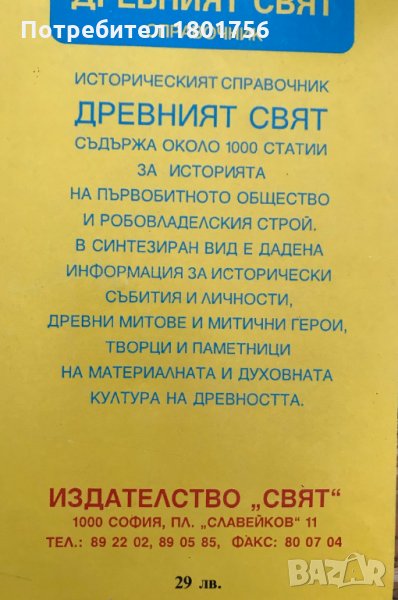 ДРЕВНИЯТ СВЯТ
Потребител 1801756
СПРАВОЧНИК
ИСТОРИЧЕСКИЯТ СПРАВОЧНИК
ДРЕВНИЯТ СВЯТ
СЪДЪРЖА ОКОЛО 1000 СТАТИИ
ЗА ИСТОРИЯТА
НА ПЪРВОБИТНОТО ОБЩЕСТВО
И РОБОВЛАДЕЛСКИЯ СТРОЙ.
В СИНТЕЗИРАН ВИД Е ДАДЕНА
ИНФОРМАЦИЯ ЗА ИСТОРИЧЕСКИ
СЪБИТИЯ И ЛИЧНОСТИ,
ДРЕВНИ МИТОВЕ И МИТИЧНИ ГЕРОИ,
ТВОРЦИ И ПАМЕТНИЦИ
НА МАТЕРИАЛНАТА И ДУХОВНАТА
КУЛТУРА НА ДРЕВНОСТТА.
ИЗДАТЕЛСТВО „СВЯТ“
1000 СОФИЯ, ПЛ. „СЛАВЕЙКОВ“ 11
ТЕЛ.: 89 22 02, 89 05 85, ФАКС: 80 07 04
29 лв.
BAZAR